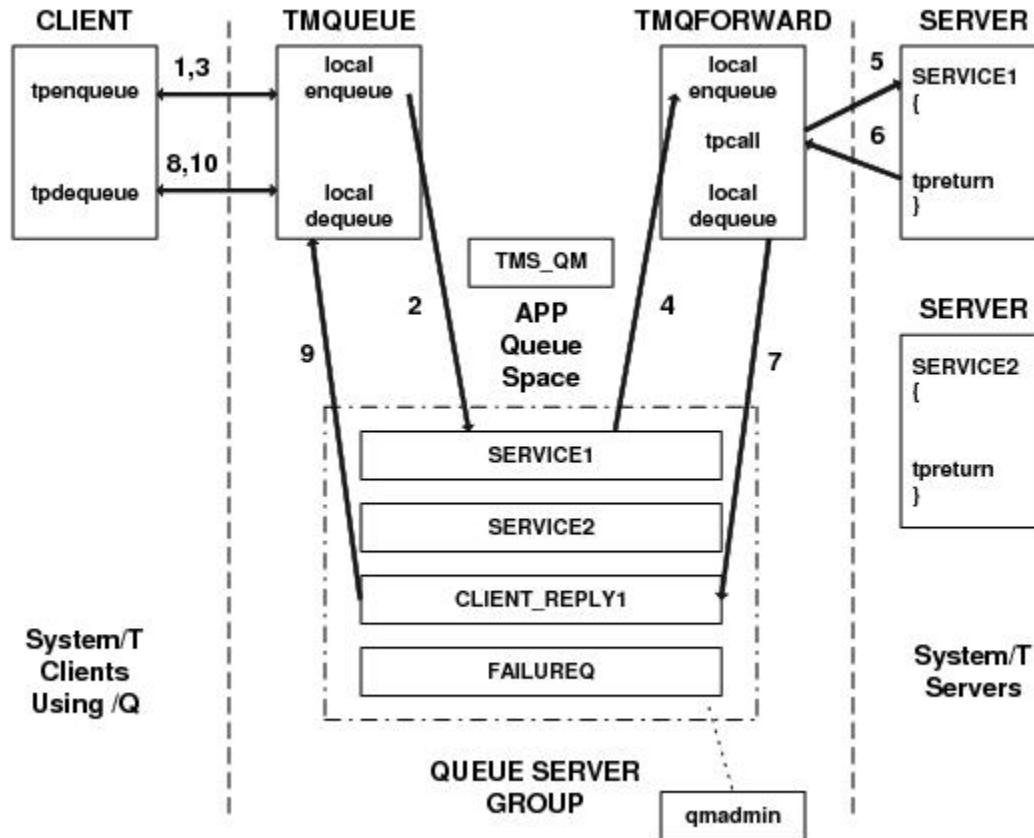 CLIENT
TMQUEUE
TMQFORWARD
SERVER
tpenqueue
tpdequeue
1,3
8,10
local
enqueue
local
dequeue
local
enqueue
tpcall
local
dequeue
5
6
SERVICE1
{
tpreturn
}
TMS_QM
APP
Queue
Space
2
4
9
7
SERVER
SERVICE2
{
tpreturn
}
SERVICE1
SERVICE2
CLIENT_REPLY1
FAILUREQ
System/T
Clients
Using /Q
System/T
Servers
QUEUE SERVER
GROUP
qmadmin